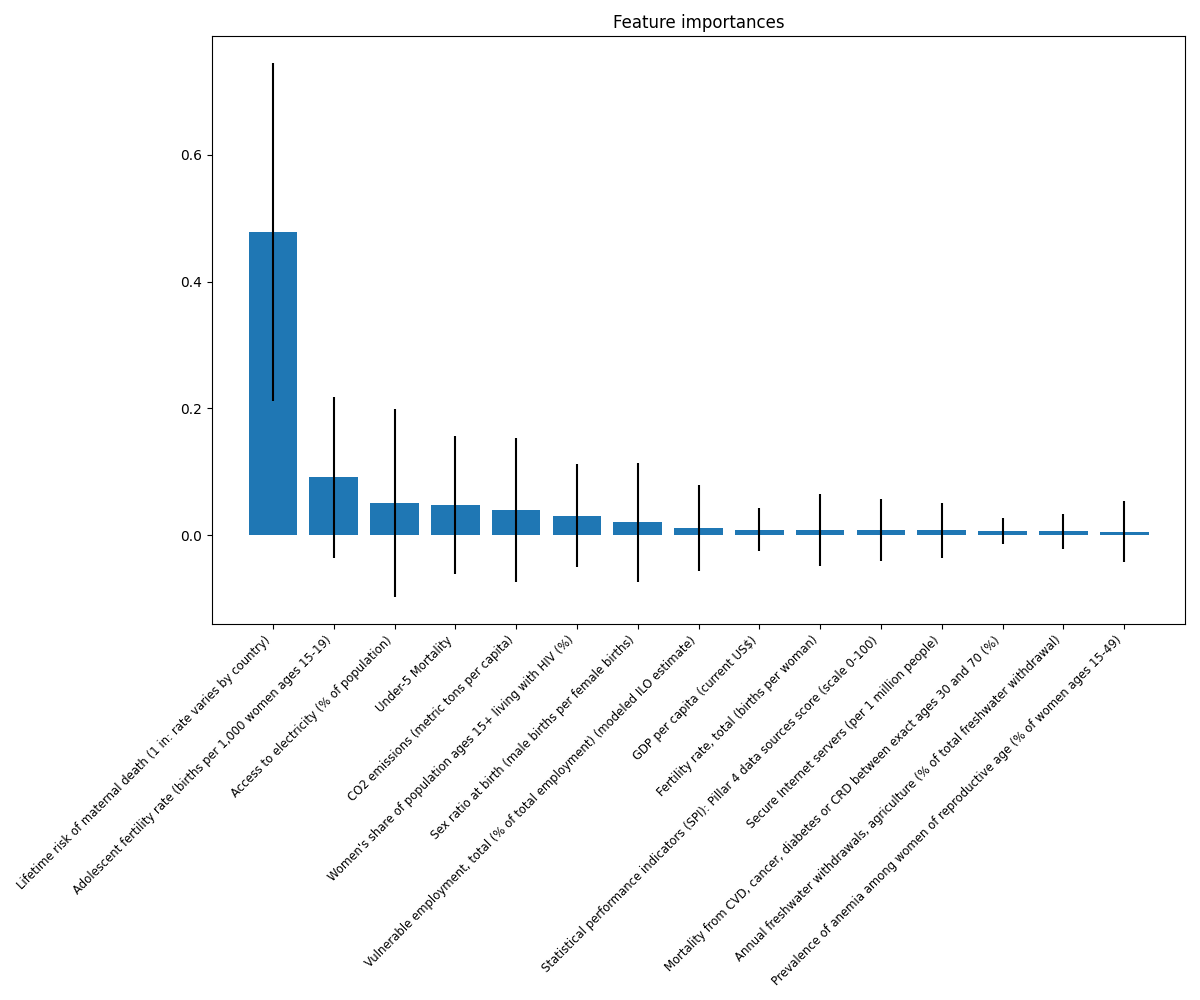 Feature importances
0.6
0.4
0.2
0.0
Lifetime risk of maternal death (1 in: rate varies by country)
Adolescent fertility rate (births per 1,000 women ages 15-19)
Access to electricity (% of population)
Under-5 Mortality
CO2 emissions (metric tons per capita)
Women's share of population ages 15+ living with HIV (%)
Sex ratio at birth (male births per female births)
Vulnerable employment, total (% of total employment) (modeled ILO estimate)
GDP per capita (current US$)
Fertility rate, total (births per woman)
Statistical performance indicators (SPI): Pillar 4 data sources score (scale 0-100)
Secure Internet servers (per 1 million people)
Mortality from CVD, cancer, diabetes or CRD between exact ages 30 and 70 (%)
Annual freshwater withdrawals, agriculture (% of total freshwater withdrawal)
Prevalence of anemia among women of reproductive age (% of women ages 15-49)